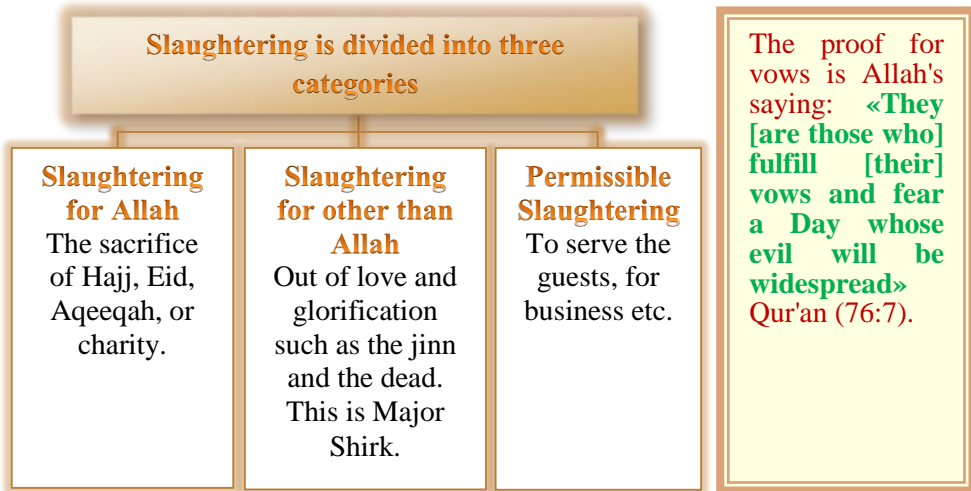 Slaughtering is divided into three
categories
Slaughtering
for Allah
The sacrifice
of Hajj, Eid,
Aqeeqah, or
charity.
Slaughtering
for other than
Allah
Out of love and
glorification
such as the jinn
and the dead.
This is Major
Shirk.
Permissible
Slaughtering
To serve the
guests, for
business etc.
The proof for
vows is Allah's
saying: «They
[are those who]
fulfill [their]
vows and fear
a Day whose
evil will be
widespread»
Qur'an (76:7).